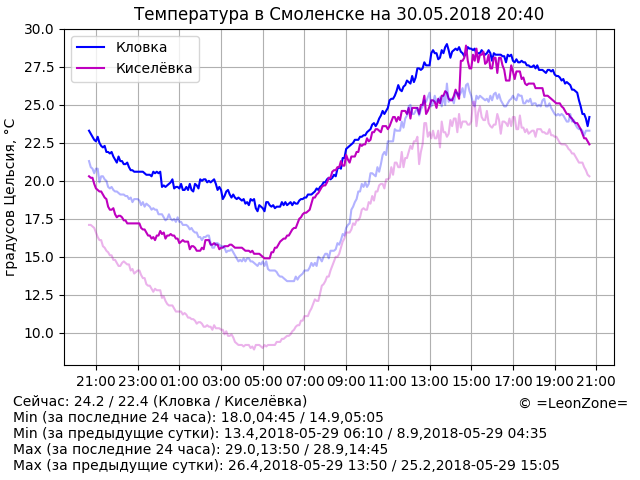 Температура в Смоленске на 30.05.2018 20:40
Кловка
Киселёвка
градусов Цельсия, °C
30.0
27.5
25.0
22.5
20.0
17.5
15.0
12.5
10.0
21:00 23:00 01:00 03:00 05:00 07:00 09:00 11:00 13:00 15:00 17:00 19:00 21:00
Сейчас: 24.2 / 22.4 (Кловка / Киселёвка)
© =LeonZone=
Min (за последние 24 часа): 18.0,04:45 / 14.9,05:05
Min (за предыдущие сутки): 13.4,2018-05-29 06:10 / 8.9,2018-05-29 04:35
Max (за последние 24 часа): 29.0,13:50 / 28.9,14:45
Max (за предыдущие сутки): 26.4,2018-05-29 13:50 / 25.2,2018-05-29 15:05